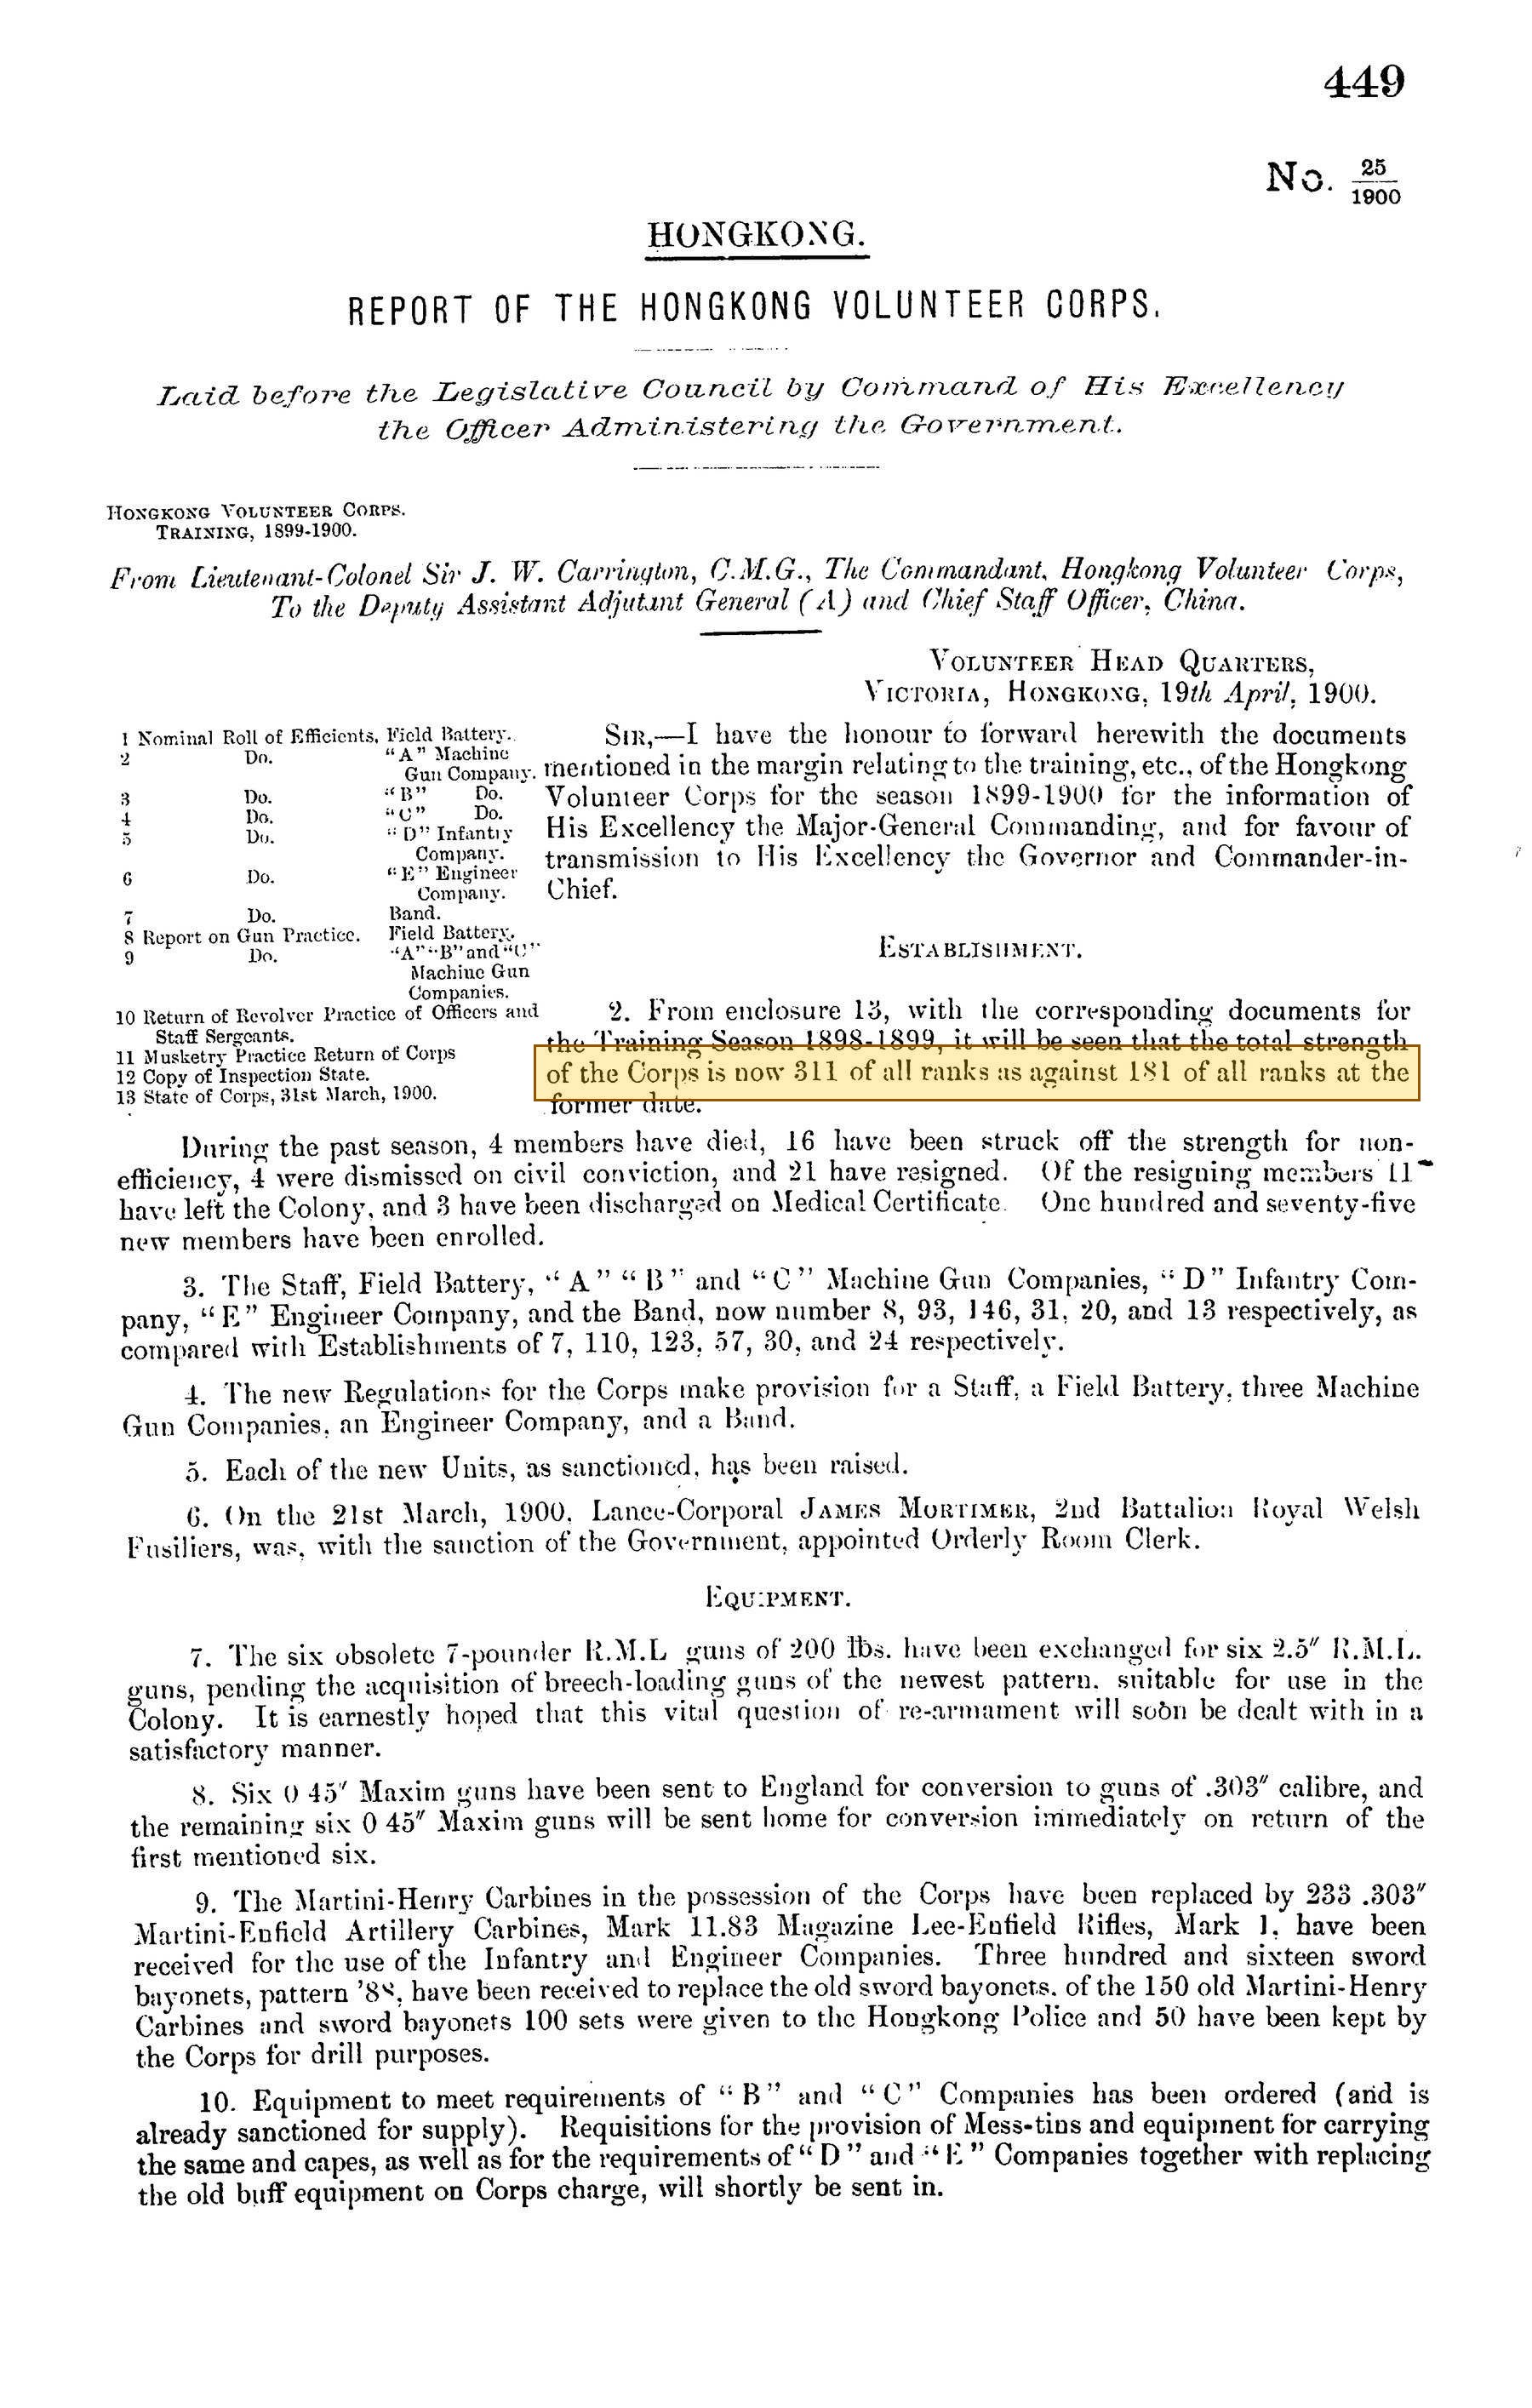 449
No. 25/1900
HONGKONG.
REPORT OF THE HONGKONG VOLUNTEER CORPS.
Laid before the Legislative Council by Command of His Excellency
the Officer Administering the Government.
HONGKONG VOLUNTEER CORPS.
TRAINING, 1899-1900.
From Lieutenant-Colonel Sir J. W. Carrington, C.M.G., The Commandant, Hongkong Volunteer Corps,
To the Deputy Assistant Adjutant General (A) and Chief Staff Officer, China.
VOLUNTEER HEAD QUARTERS,
VICTORIA, HONGKONG, 19th April, 1900.
1 Nominal Roll of Efficients, Field Battery.
2 Do. "A" Machine
Gun Company.
3 Do. "B" Do.
4 Do. "C" Do.
5 Do. "D" Infantry
Company.
6 Do. "E" Engineer
Company.
7 Do. Band.
8 Report on Gun Practice. Field Battery.
9 Do. "A" "B" and "C"
Machine Gun
Companies.
10 Return of Revolver Practice of Officers and
Staff Sergeants.
11 Musketry Practice Return of Corps
12 Copy of Inspection State.
13 State of Corps, 31st March, 1900.
SIR,—I have the honour to forward herewith the documents
mentioned in the margin relating to the training, etc., of the Hongkong
Volunteer Corps for the season 1899-1900 for the information of
His Excellency the Major-General Commanding, and for favour of
transmission to His Excellency the Governor and Commander-in-
Chief.
ESTABLISHMENT.
2. From enclosure 13, with the corresponding documents for
the Training Season 1898-1899, it will be seen that the total strength
of the Corps is now 311 of all ranks as against 181 of all ranks at the
former date.
During the past season, 4 members have died, 16 have been struck off the strength for non-
efficiency, 4 were dismissed on civil conviction, and 21 have resigned. Of the resigning members 11
have left the Colony, and 3 have been discharged on Medical Certificate. One hundred and seventy-five
new members have been enrolled.
3. The Staff, Field Battery, "A" "B" and "C" Machine Gun Companies, "D" Infantry Com-
pany, "E" Engineer Company, and the Band, now number 8, 93, 146, 31, 20, and 13 respectively, as
compared with Establishments of 7, 110, 123, 57, 30, and 24 respectively.
4. The new Regulations for the Corps make provision for a Staff, a Field Battery, three Machine
Gun Companies, an Engineer Company, and a Band.
5. Each of the new Units, as sanctioned, has been raised.
6. On the 21st March, 1900, Lance-Corporal JAMES MORTIMER, 2nd Battalion Royal Welsh
Fusiliers, was, with the sanction of the Government, appointed Orderly Room Clerk.
EQUIPMENT.
7. The six obsolete 7-pounder R.M.L guns of 200 lbs. have been exchanged for six 2.5" R.M.L.
guns, pending the acquisition of breech-loading guns of the newest pattern, suitable for use in the
Colony. It is earnestly hoped that this vital question of re-armament will soon be dealt with in a
satisfactory manner.
8. Six 0 45" Maxim guns have been sent to England for conversion to guns of .303" calibre, and
the remaining six 0 45" Maxim guns will be sent home for conversion immediately on return of the
first mentioned six.
9. The Martini-Henry Carbines in the possession of the Corps have been replaced by 233 .303"
Martini-Enfield Artillery Carbines, Mark 11.83 Magazine Lee-Enfield Rifles, Mark 1, have been
received for the use of the Infantry and Engineer Companies. Three hundred and sixteen sword
bayonets, pattern '88, have been received to replace the old sword bayonets. of the 150 old Martini-Henry
Carbines and sword bayonets 100 sets were given to the Hongkong Police and 50 have been kept by
the Corps for drill purposes.
10. Equipment to meet requirements of "B" and "C" Companies has been ordered (and is
already sanctioned for supply). Requisitions for the provision of Mess-tins and equipment for carrying
the same and capes, as well as for the requirements of "D" and "E" Companies together with replacing
the old buff equipment on Corps charge, will shortly be sent in.